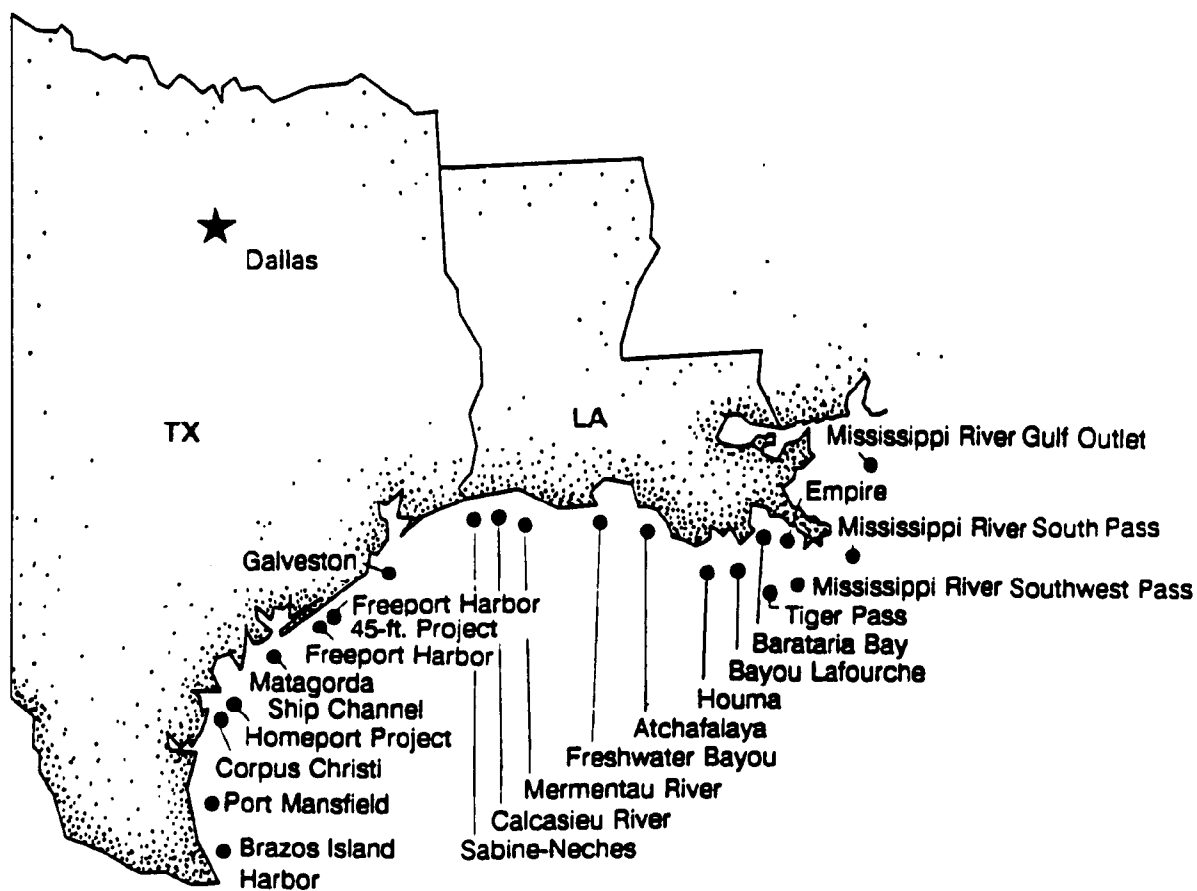 Dallas
TX
LA
Mississippi River Gulf Outlet
Empire
Mississippi River South Pass
Mississippi River Southwest Pass
Tiger Pass
Barataria Bay
Bayou Lafourche
Houma
Atchafalaya
Freshwater Bayou
Mermentau River
Calcasieu River
Sabine-Neches
Galveston
Freeport Harbor
45-ft. Project
Freeport Harbor
Matagorda
Ship Channel
Homeport Project
Corpus Christi
Port Mansfield
Brazos Island
Harbor